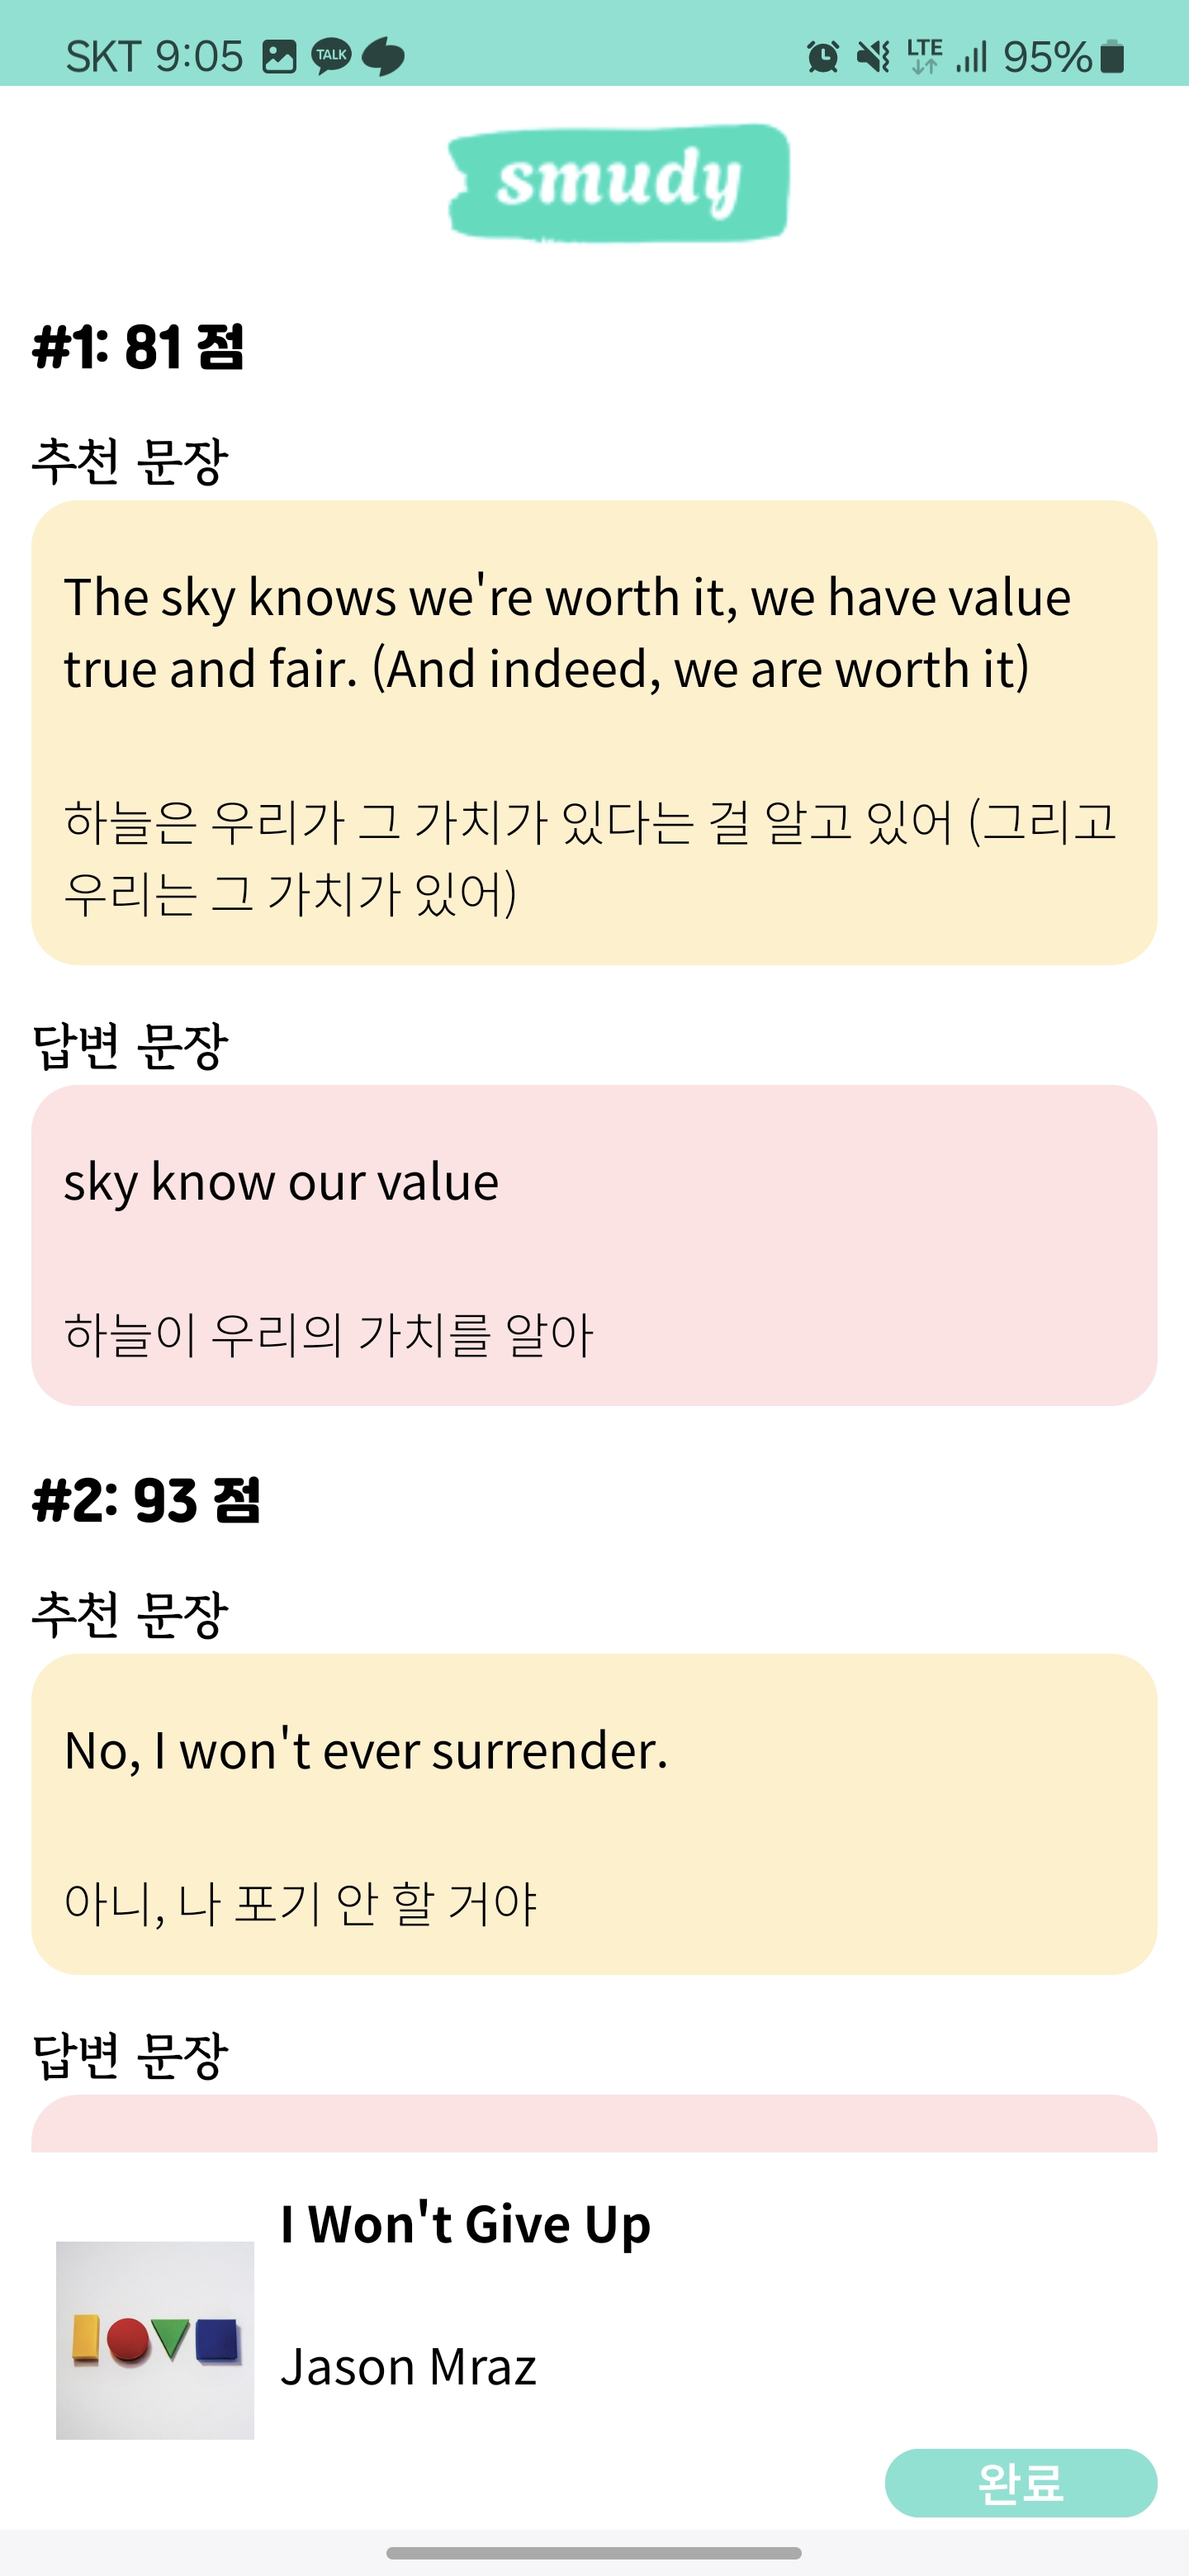 SKT 9:05 TALK LTE 95%
smudy
#1: 81 점
추천 문장
The sky knows we're worth it, we have value
true and fair. (And indeed, we are worth it)
하늘은 우리가 그 가치가 있다는 걸 알고 있어 (그리고
우리는 그 가치가 있어)
답변 문장
sky know our value
하늘이 우리의 가치를 알아
#2: 93 점
추천 문장
No, I won't ever surrender.
아니, 나 포기 안 할 거야
답변 문장
I Won't Give Up
Jason Mraz
완료